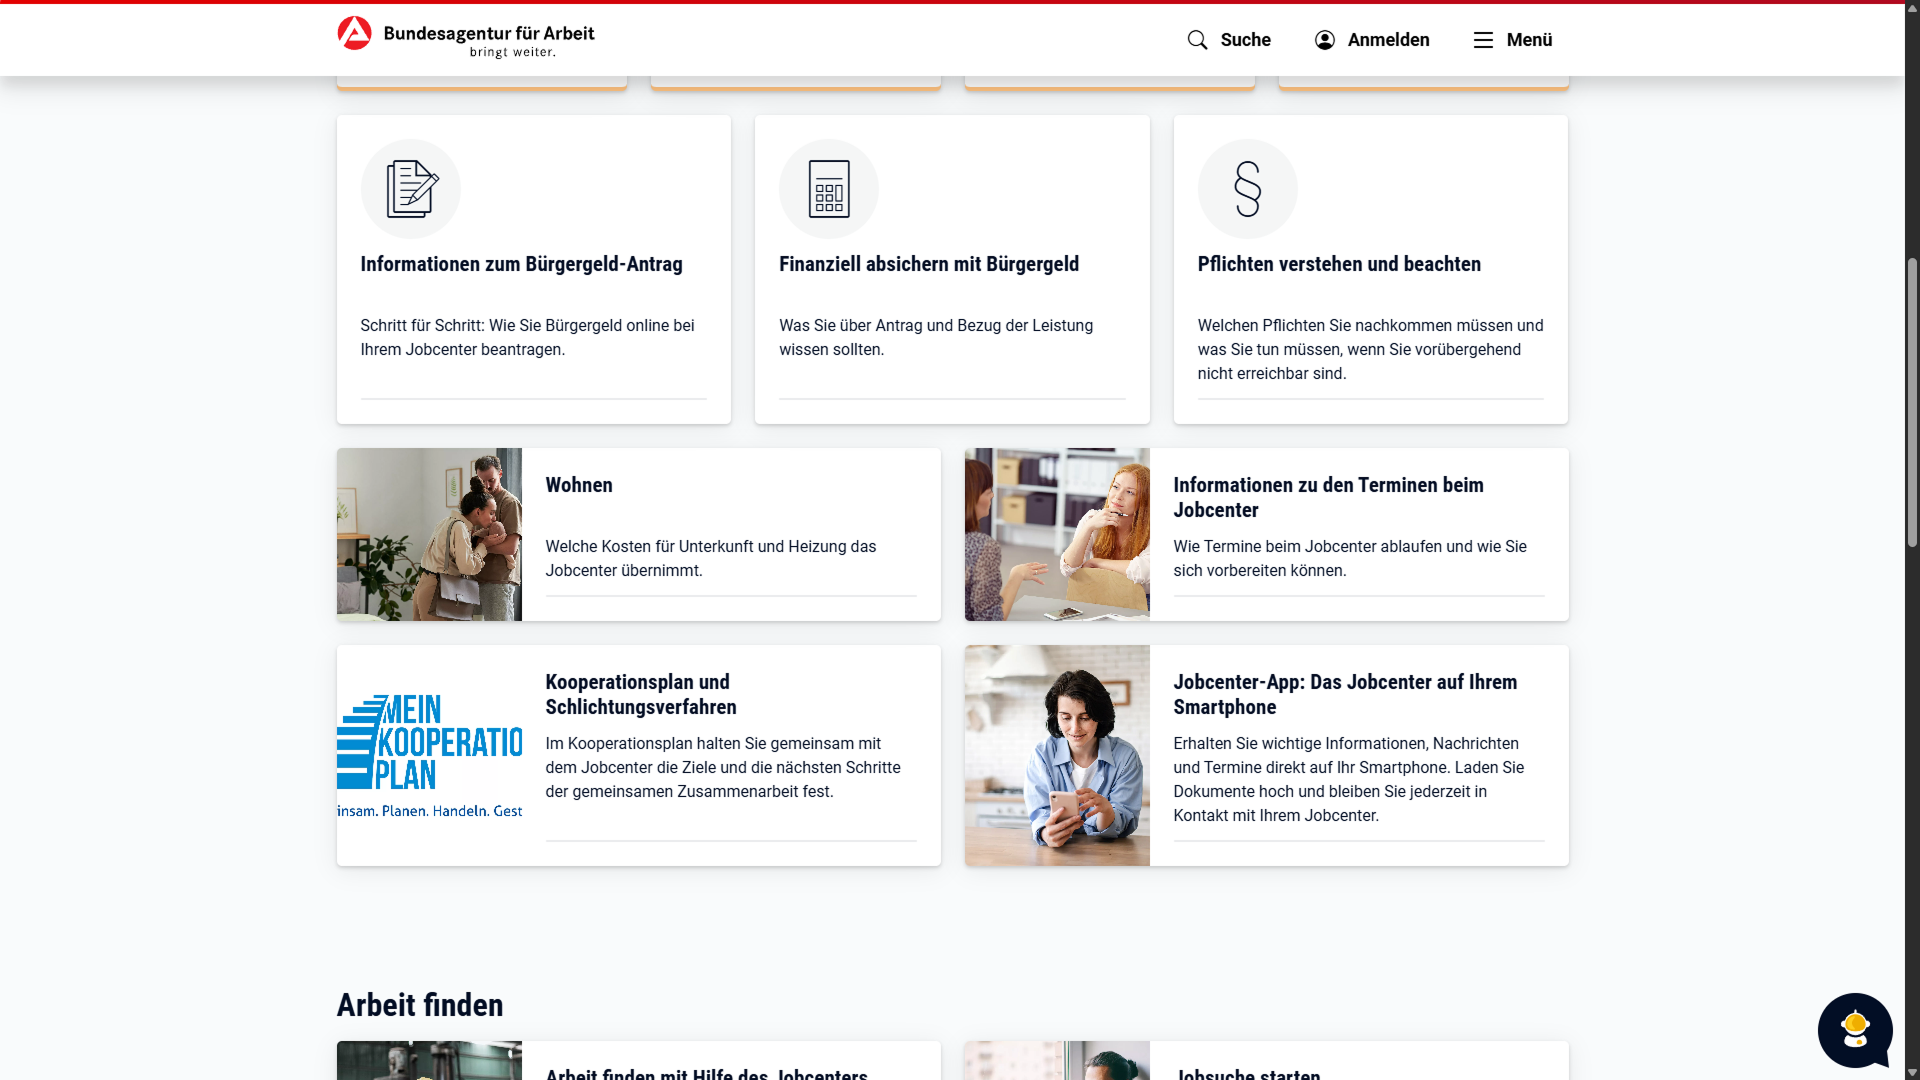 Bundesagentur für Arbeit
bringt weiter.
Suche
Anmelden
Menü
Informationen zum Bürgergeld-Antrag
Schritt für Schritt: Wie Sie Bürgergeld online bei
Ihrem Jobcenter beantragen.
Finanziell absichern mit Bürgergeld
Was Sie über Antrag und Bezug der Leistung
wissen sollten.
Pflichten verstehen und beachten
Welchen Pflichten Sie nachkommen müssen und
was Sie tun müssen, wenn Sie vorübergehend
nicht erreichbar sind.
Wohnen
Welche Kosten für Unterkunft und Heizung das
Jobcenter übernimmt.
Informationen zu den Terminen beim
Jobcenter
Wie Termine beim Jobcenter ablaufen und wie Sie
sich vorbereiten können.
MEIN
KOOPERATIO
PLAN
insam. Planen. Handeln. Gest
Kooperationsplan und
Schlichtungsverfahren
Im Kooperationsplan halten Sie gemeinsam mit
dem Jobcenter die Ziele und die nächsten Schritte
der gemeinsamen Zusammenarbeit fest.
Jobcenter-App: Das Jobcenter auf Ihrem
Smartphone
Erhalten Sie wichtige Informationen, Nachrichten
und Termine direkt auf Ihr Smartphone. Laden Sie
Dokumente hoch und bleiben Sie jederzeit in
Kontakt mit Ihrem Jobcenter.
Arbeit finden
Arbeit finden mit Hilfe des Jobcenters
Jobsuche starten